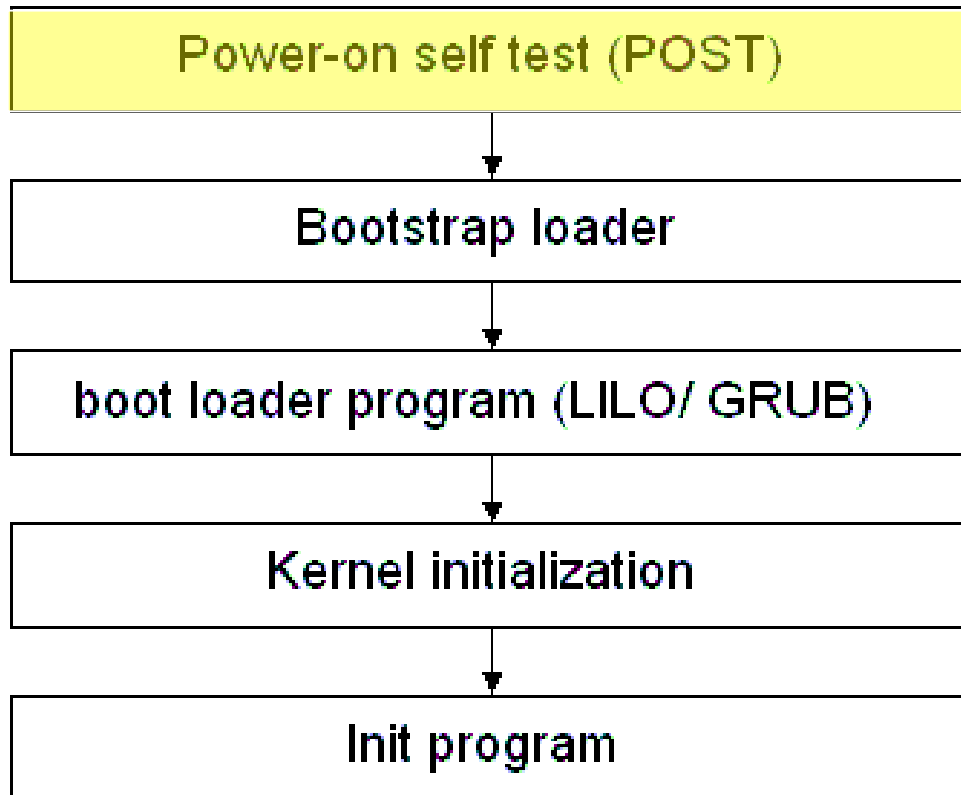 Power-on self test (POST)
Bootstrap loader
boot loader program (LILO/ GRUB)
Kernel initialization
Init program